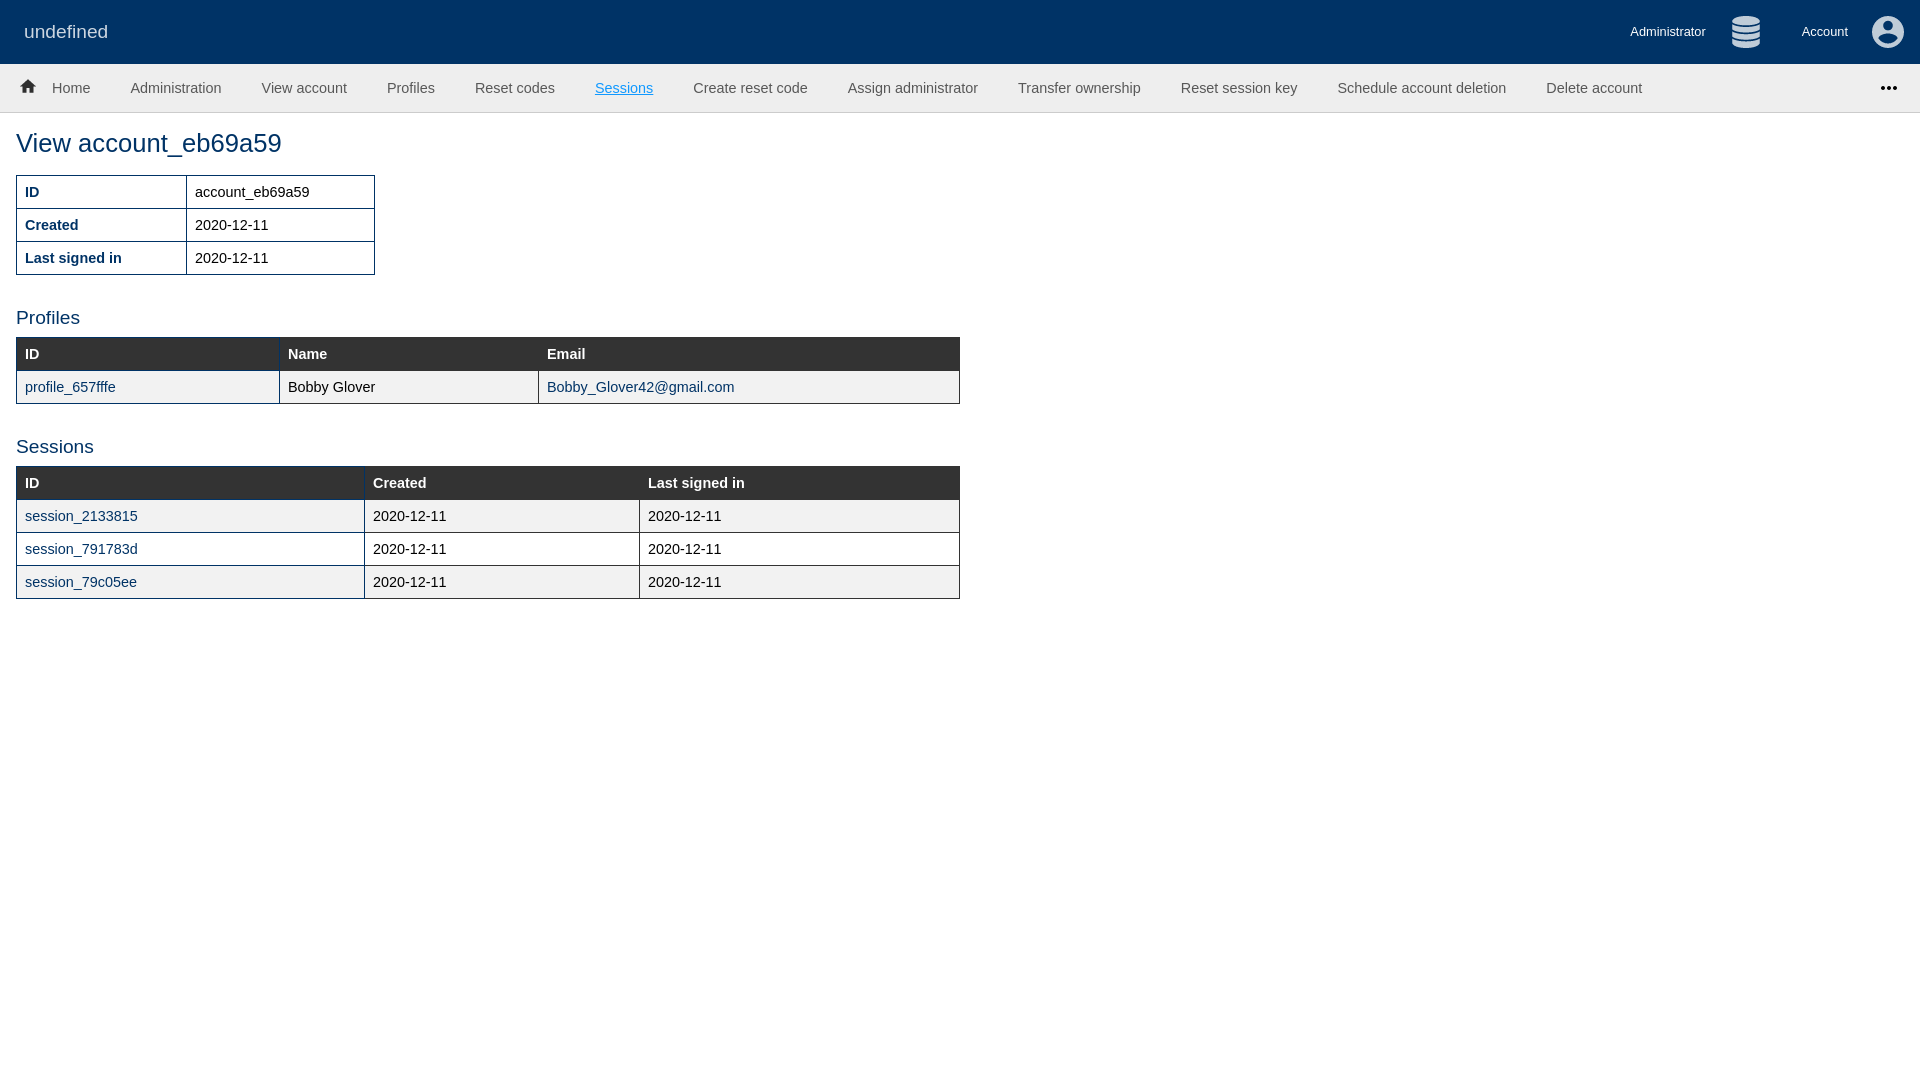 undefined Administrator Account
Home Administration View account Profiles Reset codes Sessions Create reset code Assign administrator Transfer ownership Reset session key Schedule account deletion Delete account
View account_eb69a59
ID account_eb69a59
Created 2020-12-11
Last signed in 2020-12-11
Profiles
ID Name Email
profile_657fffe Bobby Glover Bobby_Glover42@gmail.com
Sessions
ID Created Last signed in
session_2133815 2020-12-11 2020-12-11
session_791783d 2020-12-11 2020-12-11
session_79c05ee 2020-12-11 2020-12-11